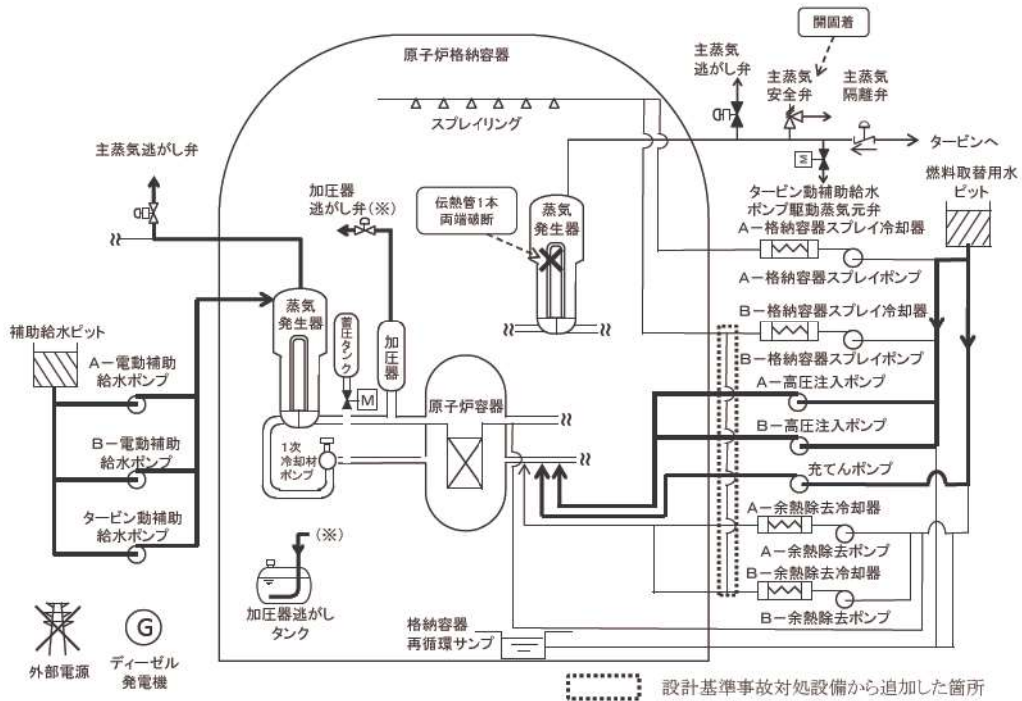 開固着
原子炉格納容器
主蒸気
逃がし弁
主蒸気
安全弁
主蒸気
隔離弁
スプレイリング
タービンへ
主蒸気逃がし弁
M
燃料取替用水
ピット
加圧器
逃がし弁(※)
伝熱管1本
両端破断
蒸気
発生器
タービン動補助給水
ポンプ駆動蒸気元弁
A-格納容器スプレイ冷却器
A-格納容器スプレイポンプ
蒸気
発生器
蓄圧タンク
加圧器
B-格納容器スプレイ冷却器
B-格納容器スプレイポンプ
補助給水ピット
A-電動補助
給水ポンプ
M
原子炉容器
A-高圧注入ポンプ
B-高圧注入ポンプ
B-電動補助
給水ポンプ
1次
冷却材
ポンプ
充てんポンプ
A-余熱除去冷却器
タービン動補助
給水ポンプ
(※)
A-余熱除去ポンプ
B-余熱除去冷却器
B-余熱除去ポンプ
加圧器逃がし
タンク
格納容器
再循環サンプ
G
外部電源
ディーゼル
発電機
設計基準事故対処設備から追加した箇所